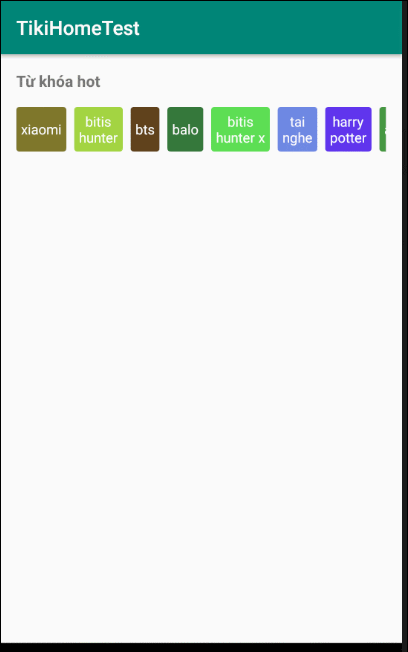 TikiHomeTest
Từ khóa hot
xiaomi
bitis
hunter
bts
balo
bitis
hunter x
tai
nghe
harry
potter